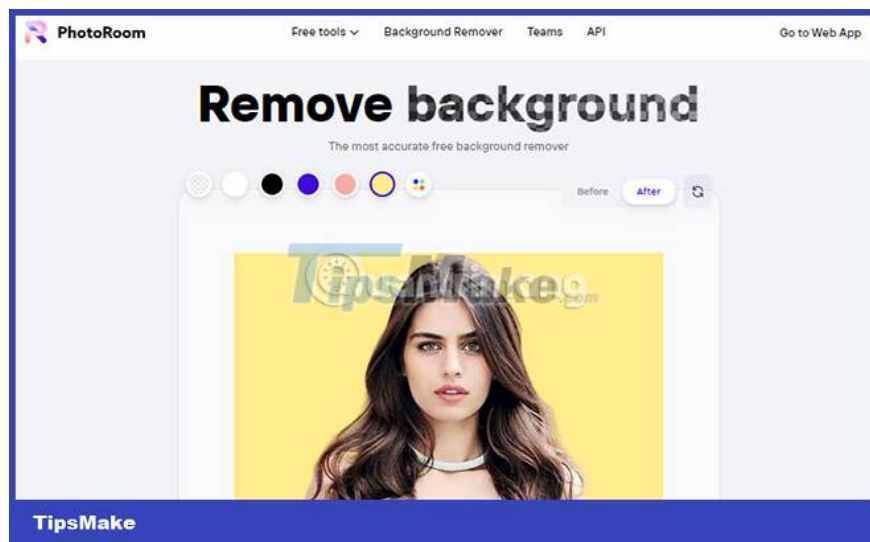 PhotoRoom
Free tools Background Remover Teams API
Go to Web App
Remove background
The most accurate free background remover
Before After
TipsMake.com
TipsMake